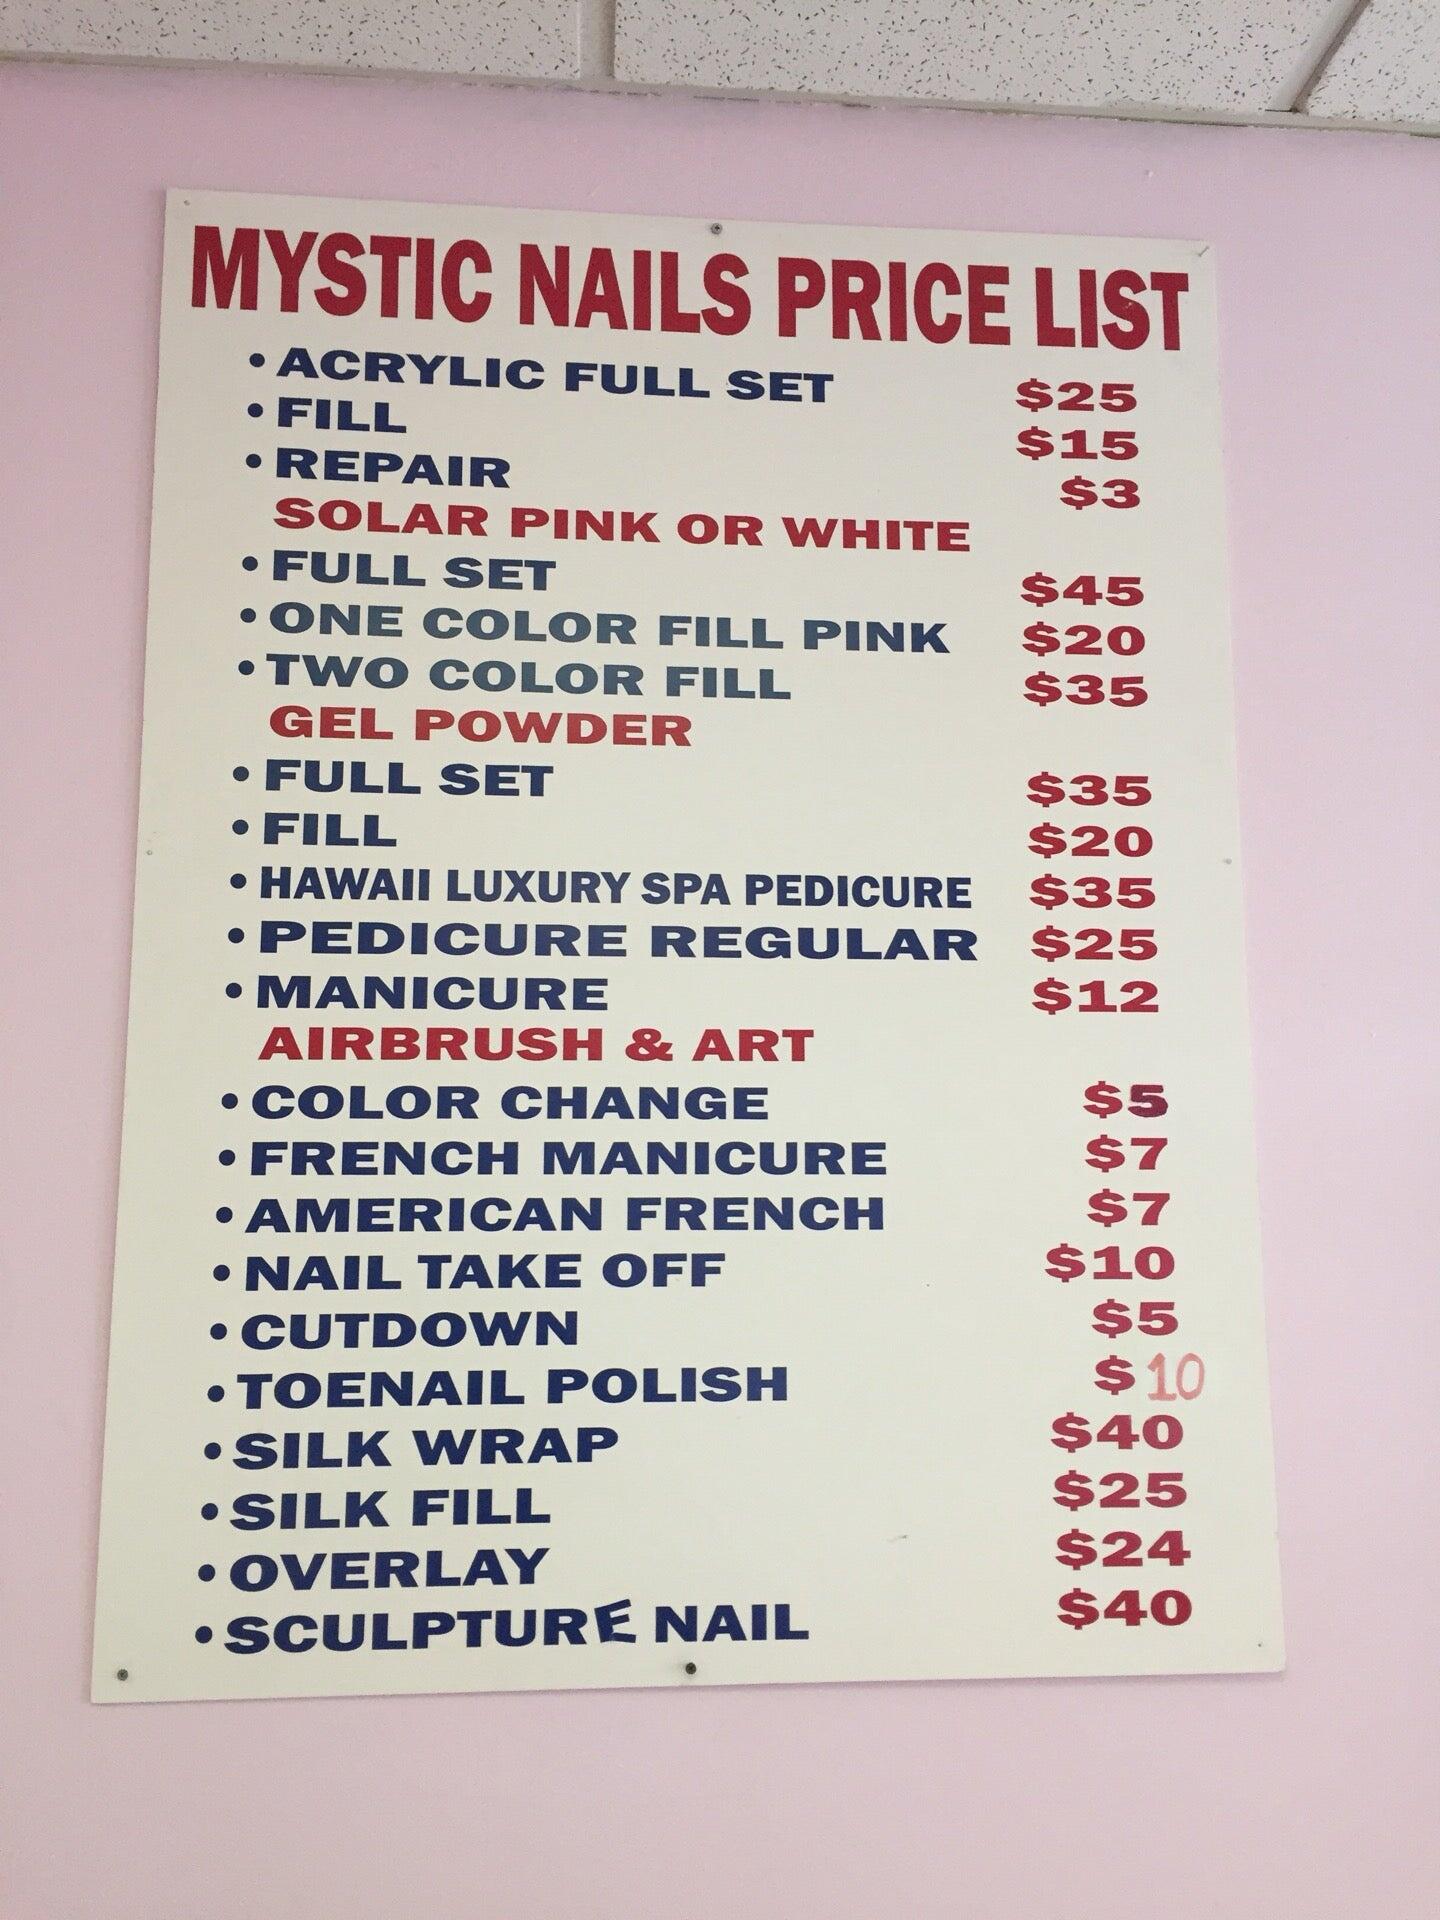 MYSTIC NAILS PRICE LIST
• ACRYLIC FULL SET $25
• FILL $15
• REPAIR $3
SOLAR PINK OR WHITE
• FULL SET $45
• ONE COLOR FILL PINK $20
• TWO COLOR FILL $35
GEL POWDER
• FULL SET $35
• FILL $20
• HAWAII LUXURY SPA PEDICURE $35
• PEDICURE REGULAR $25
• MANICURE $12
AIRBRUSH & ART
• COLOR CHANGE $5
• FRENCH MANICURE $7
• AMERICAN FRENCH $7
• NAIL TAKE OFF $10
• CUTDOWN $5
• TOENAIL POLISH $10
• SILK WRAP $40
• SILK FILL $25
• OVERLAY $24
• SCULPTURE NAIL $40